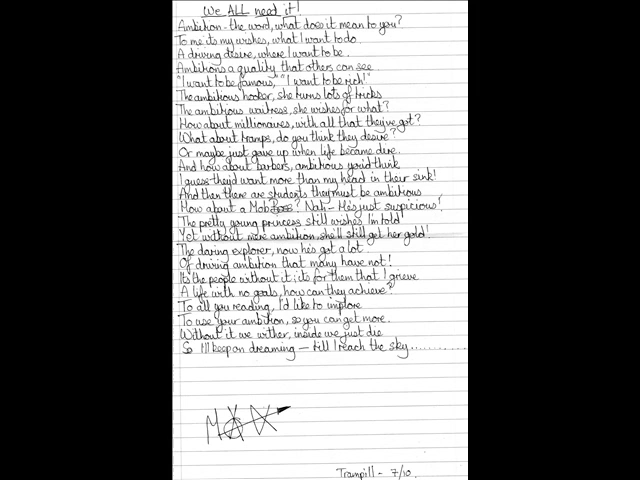 We ALL need it!
Ambition - the word, what does it mean to you?
To me its my wishes, what I want to do.
A driving desire, where I want to be.
Ambitions a quality that others can see.
"I want to be famous," "I want to be rich!"
The ambitious hooker, she turns lots of tricks
The ambitious waitress, she wishes for what?
How about millionaires, with all that they've got?
What about tramps, do you think they desire?
Or maybe just gave up when life became dire.
And how about barbers, ambitious you'd think
I guess they'd want more than my head in their sink!
And then there are students they must be ambitious
How about a Mob Boss? Nah - He's just suspicious!
The pretty young princess still wishes I'm told!
Yet without mere ambition, she'll still get her gold!
The daring explorer, now he's got a lot
Of driving ambition that many have not!
It's the people without it; its for them that I grieve
A life with no goals, how can they achieve?
To all you reading, I'd like to implore
To use your ambition, so you can get more.
Without it we wither, inside we just die
So I'll keep on dreaming - till I reach the sky............
Trampill - 7/10.